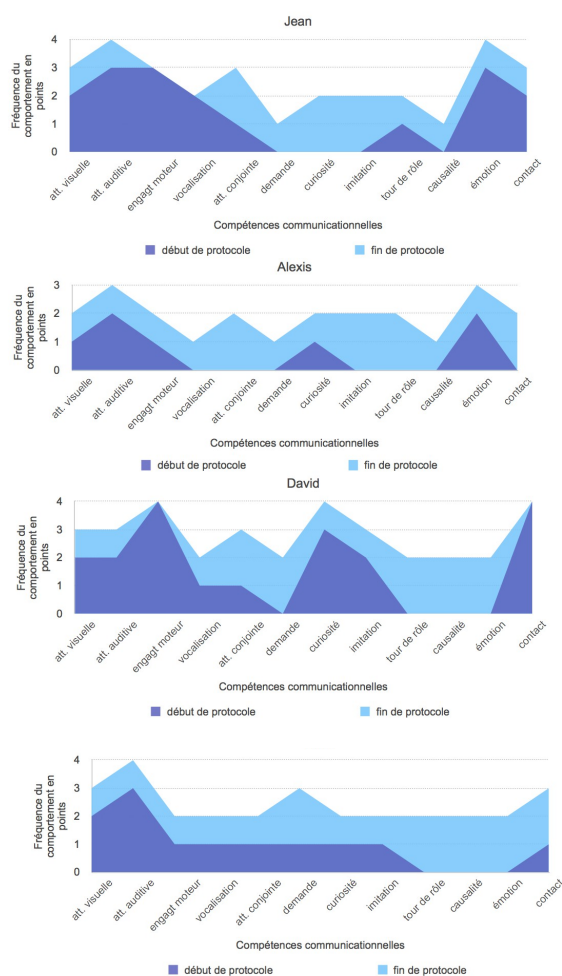 Jean
Fréquence du
comportement en
points
4
3
2
1
0
att. visuelle
att. auditive
engagt moteur
vocalisation
att. conjointe
demande
curiosité
imitation
tour de rôle
causalité
émotion
contact
Compétences communicationnelles
début de protocole
fin de protocole
Alexis
Fréquence du
comportement en
points
3
2
1
0
att. visuelle
att. auditive
engagt moteur
vocalisation
att. conjointe
demande
curiosité
imitation
tour de rôle
causalité
émotion
contact
Compétences communicationnelles
début de protocole
fin de protocole
David
Fréquence du
comportement en
points
4
3
2
1
0
att. visuelle
att. auditive
engagt moteur
vocalisation
att. conjointe
demande
curiosité
imitation
tour de rôle
causalité
émotion
contact
Compétences communicationnelles
début de protocole
fin de protocole
Fréquence du
comportement en
points
4
3
2
1
0
att. visuelle
att. auditive
engagt moteur
vocalisation
att. conjointe
demande
curiosité
imitation
tour de rôle
causalité
émotion
contact
Compétences communicationnelles
début de protocole
fin de protocole